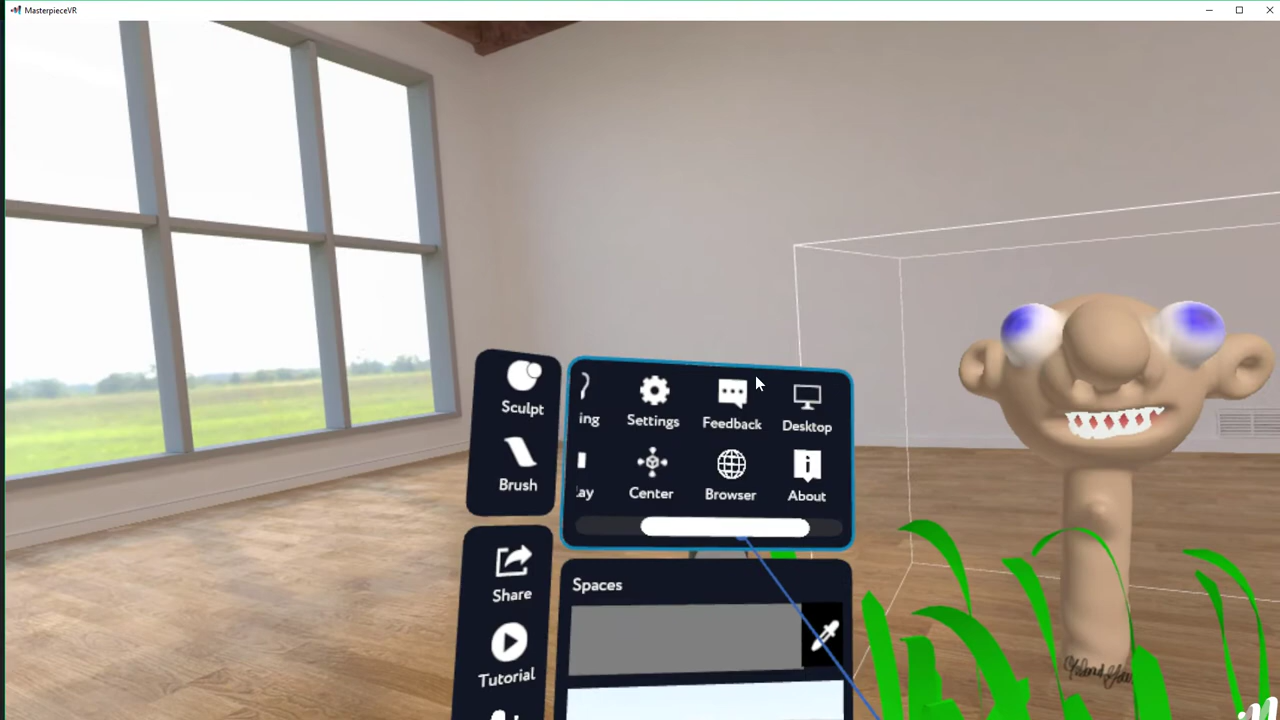 MasterpieceVR
Sculpt
Brush
ing
Settings
Feedback
Desktop
lay
Center
Browser
About
Share
Tutorial
Spaces